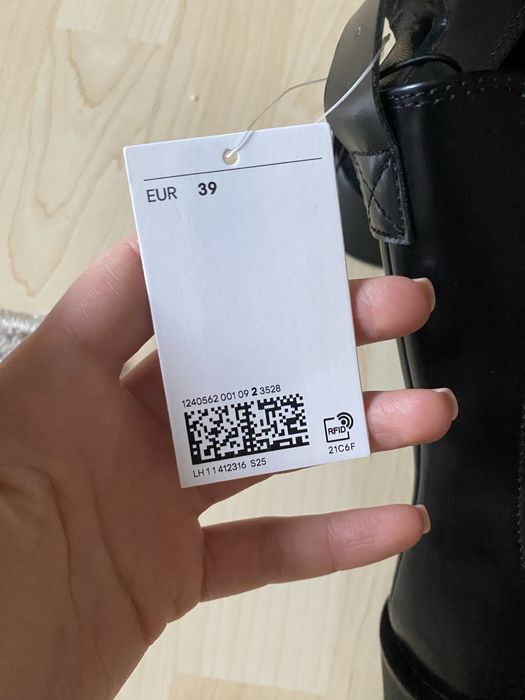 EUR 39
1240562 001 09 2 3528
RFID
LH 11 412316 S25
21C6F